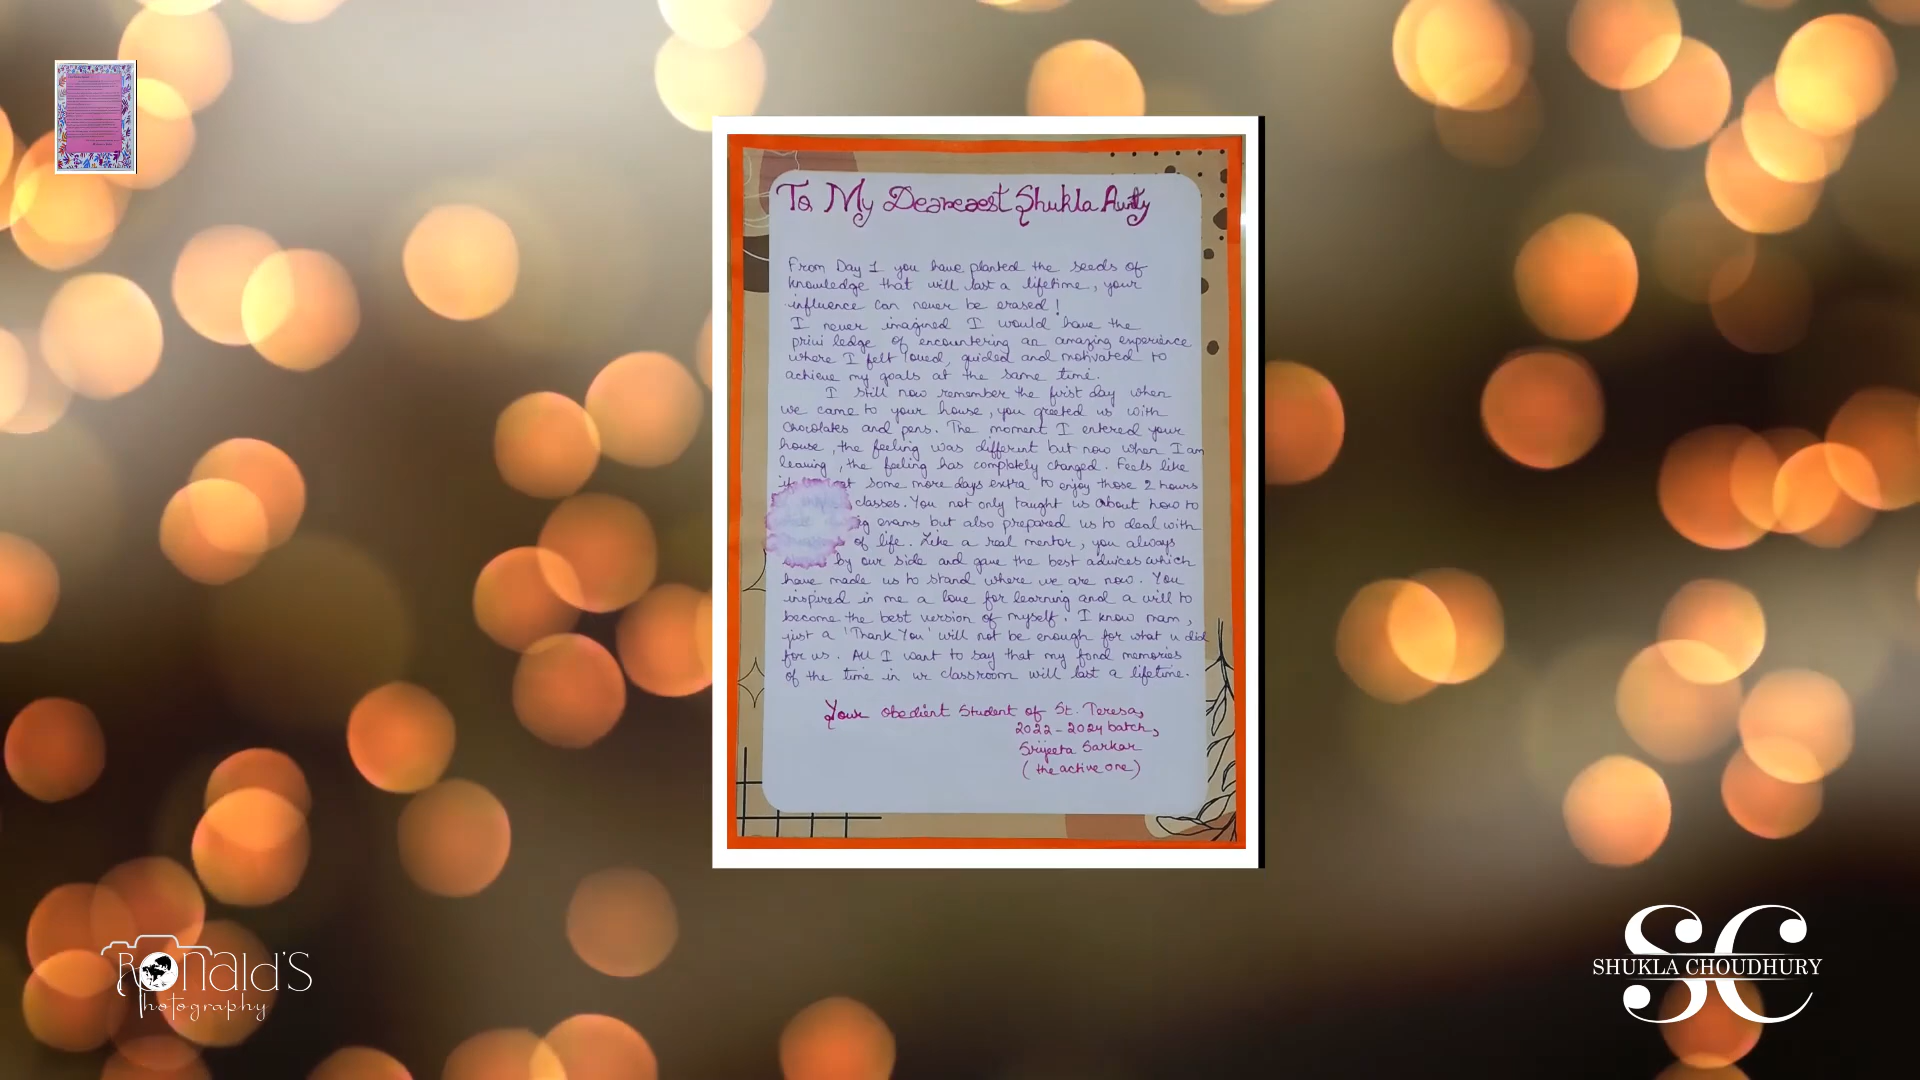 To My Deareaest Shukla Aunty
From Day 1 you have planted the seeds of
knowledge that will last a lifetime, your
influence can never be erased!
I never imagined I would have the
privi ledge of encountering an amazing experience
where I felt loved, guided and motivated to
achieve my goals at the same time.
I still now remember the first day when
we came to your house, you greeted us with
chocolates and pens. The moment I entered your
house, the feeling was different but now when I am
leaving, the feeling has completely changed. Feels like
if some more days extra to enjoy those 2 hours
classes. You not only taught us about how to
exams but also prepared us to deal with
of life. Like a real mentor, you always
by our side and gave the best advices which
have made us to stand where we are now. You
inspired in me a love for learning and a will to
become the best version of myself. I know mam,
just a 'Thank You' will not be enough for what u did
for us. All I want to say that my fond memories
of the time in ur classroom will last a lifetime.
Your obedient Student of St. Teresa,
2022-2024 batch,
Srijeeta Sarkar
(the active one)
RONALD'S
Photography
SC
SHUKLA CHOUDHURY